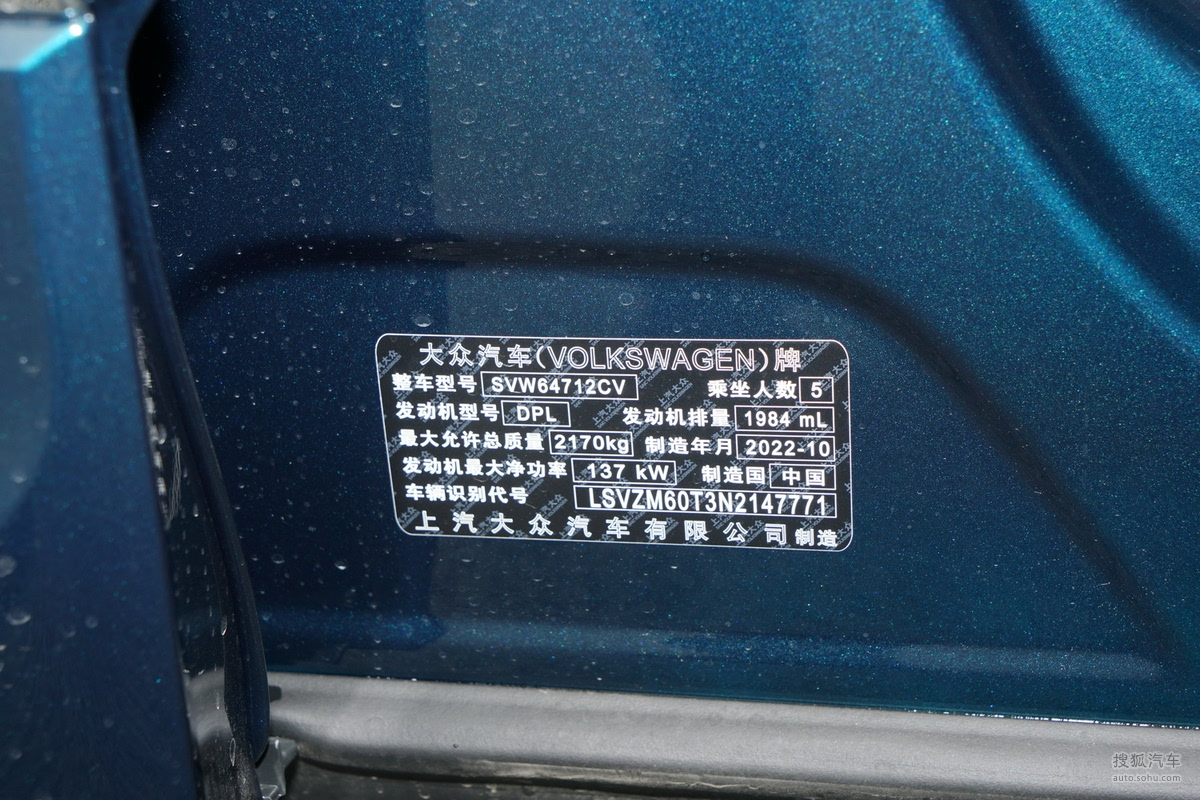 大众汽车(VOLKSWAGEN)牌
整车型号 SVW64712CV 乘坐人数 5
发动机型号 DPL 发动机排量 1984 mL
最大允许总质量 2170kg 制造年月 2022-10
发动机最大净功率 137 kW 制造国 中国
车辆识别代号 LSVZM60T3N2147771
上汽大众汽车有限公司制造
搜狐汽车
auto.sohu.com